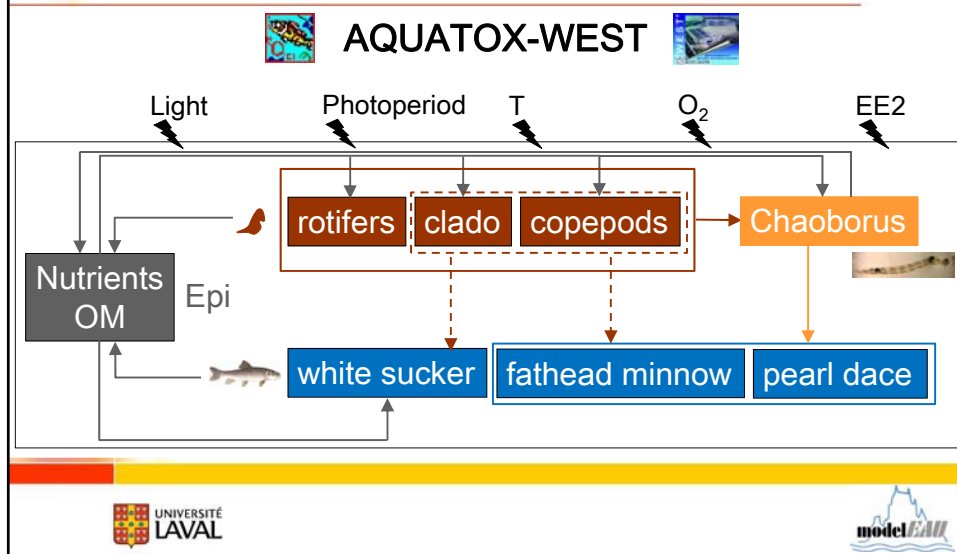 AQUATOX-WEST
WEST
Light Photoperiod T O₂ EE2
rotifers clado copepods Chaoborus
Nutrients
OM
Epi
white sucker fathead minnow pearl dace
UNIVERSITÉ
LAVAL
modelEAU